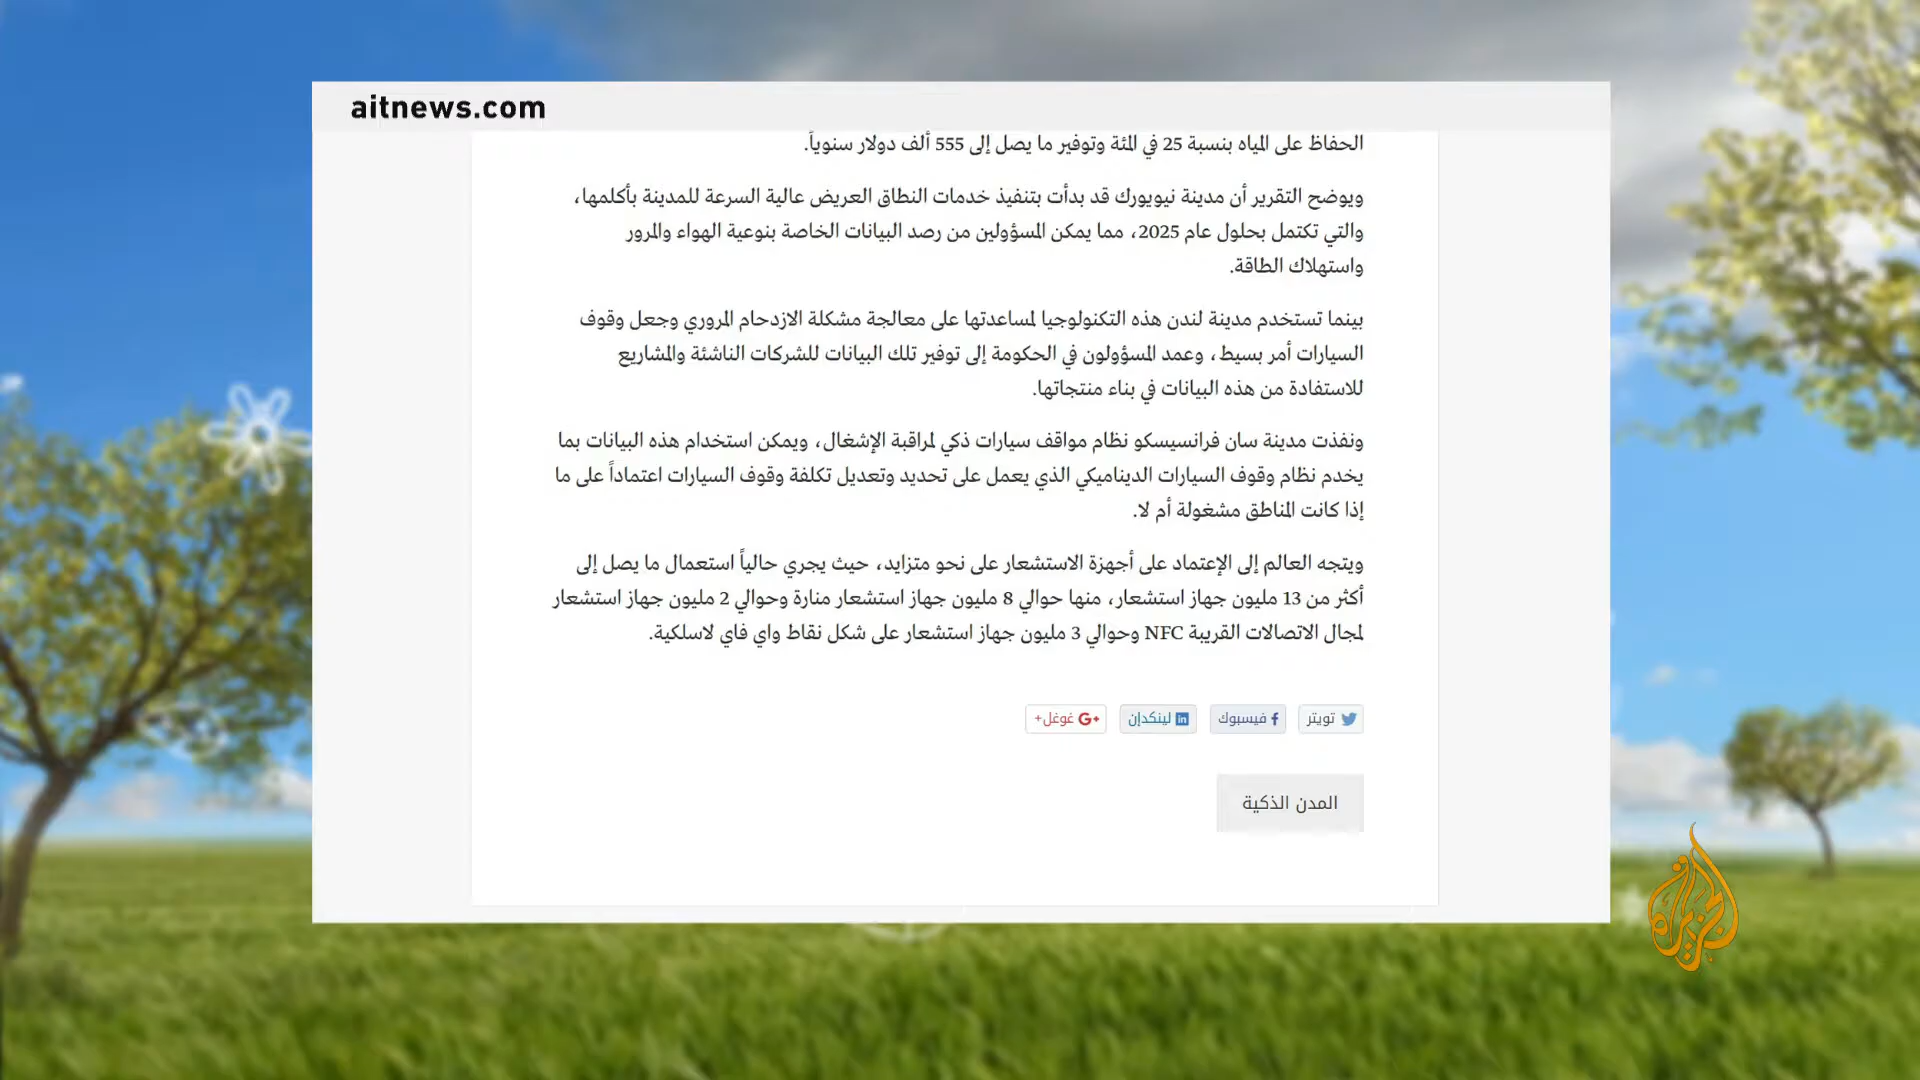 aitnews.com
الحفاظ على المياه بنسبة 25 في المئة وتوفير ما يصل إلى 555 ألف دولار سنوياً.
ويوضح التقرير أن مدينة نيويورك قد بدأت بتنفيذ خدمات النطاق العريض عالية السرعة للمدينة بأكلمها،
والتي تكتمل بحلول عام 2025، مما يمكن المسؤولين من رصد البيانات الخاصة بنوعية الهواء والمرور
واستهلاك الطاقة.
بينما تستخدم مدينة لندن هذه التكنولوجيا لمساعدتها على معالجة مشكلة الازدحام المروري وجعل وقوف
السيارات أمر بسيط، وعمد المسؤولون في الحكومة إلى توفير تلك البيانات للشركات الناشئة والمشاريع
للاستفادة من هذه البيانات في بناء منتجاتها.
ونفذت مدينة سان فرانسيسكو نظام مواقف سيارات ذكي لمراقبة الإشغال، ويمكن استخدام هذه البيانات بما
يخدم نظام وقوف السيارات الديناميكي الذي يعمل على تحديد وتعديل تكلفة وقوف السيارات اعتماداً على ما
إذا كانت المناطق مشغولة أم لا.
ويتجه العالم إلى الإعتماد على أجهزة الاستشعار على نحو متزايد، حيث يجري حالياً استعمال ما يصل إلى
أكثر من 13 مليون جهاز استشعار، منها حوالي 8 مليون جهاز استشعار منارة وحوالي 2 مليون جهاز استشعار
لمجال الاتصالات القريبة NFC وحوالي 3 مليون جهاز استشعار على شكل نقاط واي فاي لاسلكية.
تويتر فيسبوك لينكدإن غوغل+
المدن الذكية
الجزيرة